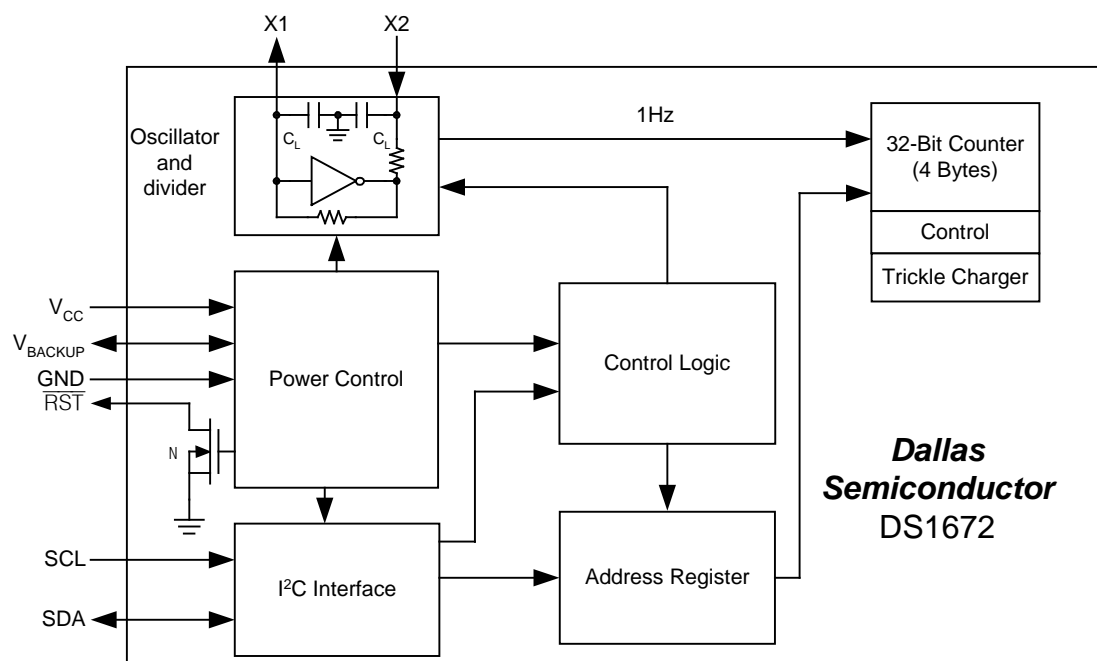 X1
X2
Oscillator
and
divider
C_L
C_L
1Hz
32-Bit Counter
(4 Bytes)
Control
Trickle Charger
V_CC
V_BACKUP
GND
R̅S̅T̅
N
Power Control
Control Logic
Dallas
Semiconductor
DS1672
SCL
SDA
I²C Interface
Address Register